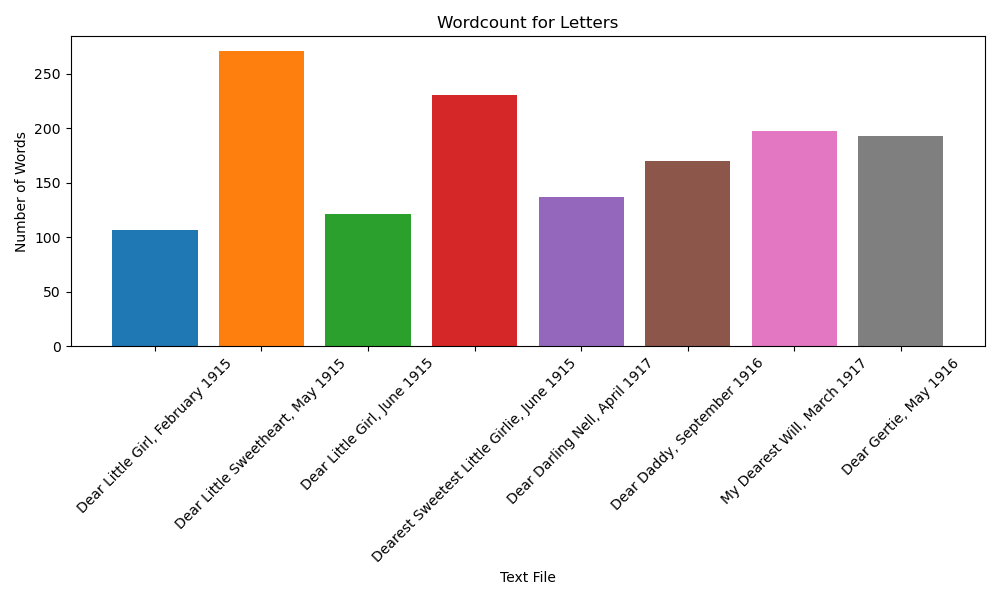 Wordcount for Letters
Number of Words
250
200
150
100
50
0
Dear Little Girl, February 1915
Dear Little Sweetheart, May 1915
Dear Little Girl, June 1915
Dearest Sweetest Little Girlie, June 1915
Dear Darling Nell, April 1917
Dear Daddy, September 1916
My Dearest Will, March 1917
Dear Gertie, May 1916
Text File